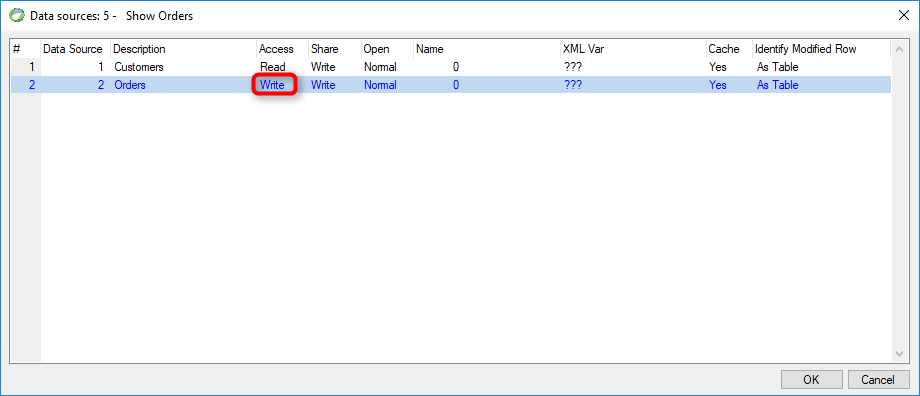 Data sources: 5 - Show Orders
# Data Source Description Access Share Open Name XML Var Cache Identify Modified Row
1 1 Customers Read Write Normal 0 ??? Yes As Table
2 2 Orders Write Write Normal 0 ??? Yes As Table
OK Cancel